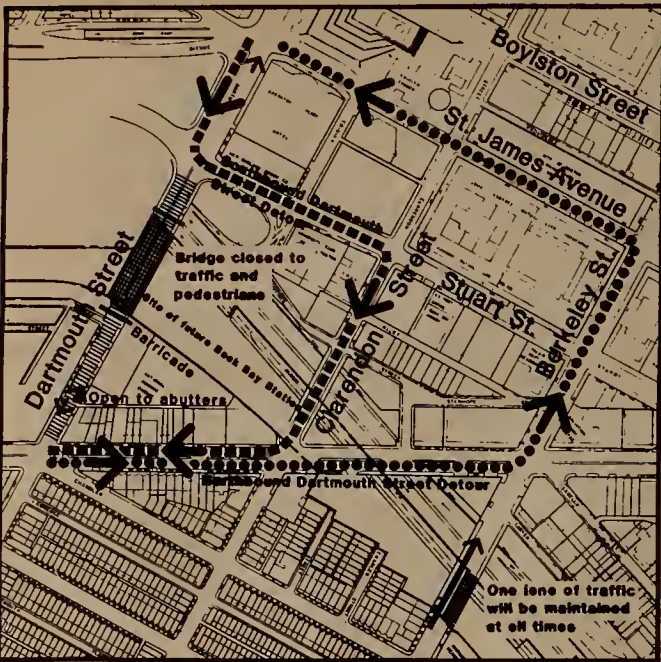 Boylston Street
St. James Avenue
Southbound Dartmouth
Street Detour
Bridge closed to
traffic and
pedestrians
Street
Stuart St.
Berkeley St.
Dartmouth Street
Site of future Back Bay Station
Barricade
Clarendon
Open to abutters
Northbound Dartmouth Street Detour
One lane of traffic
will be maintained
at all times